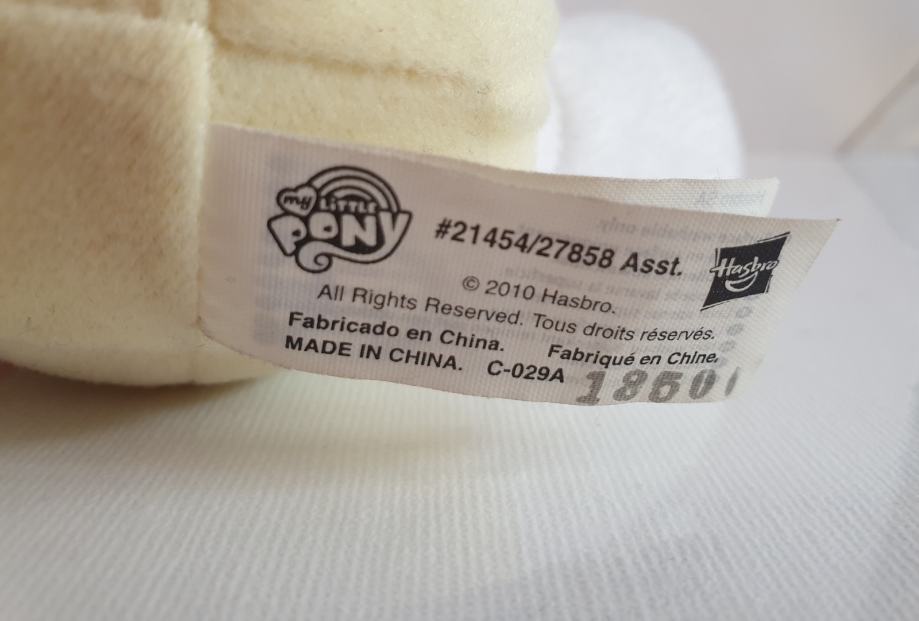 my LiTTLE PONY
#21454/27858 Asst.
Hasbro
© 2010 Hasbro.
All Rights Reserved. Tous droits réservés.
Fabricado en China. Fabriqué en Chine.
MADE IN CHINA. C-029A